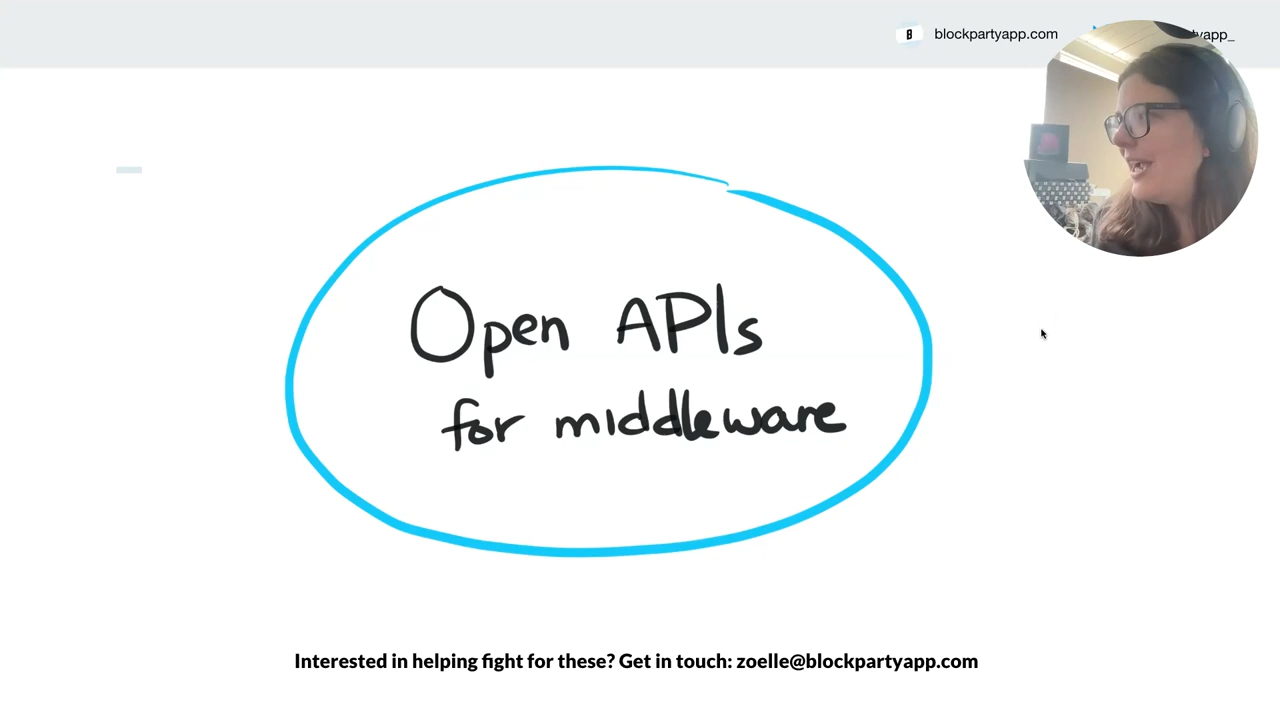 B blockpartyapp.com
Open APIs
for middleware
Interested in helping fight for these? Get in touch: zoelle@blockpartyapp.com